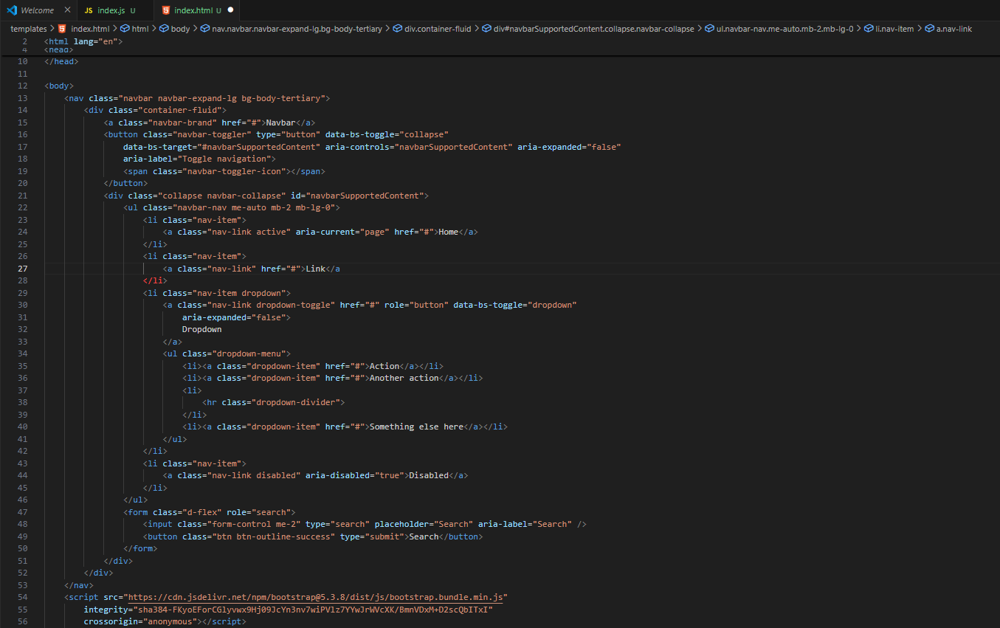 Welcome
JS index.js U
index.html U
templates > index.html > html > body > nav.navbar.navbar-expand-lg.bg-body-tertiary > div.container-fluid > div#navbarSupportedContent.collapse.navbar-collapse > ul.navbar-nav.me-auto.mb-2.mb-lg-0 > li.nav-item > a.nav-link
2 <html lang="en">
4 <head>
10 </head>
11
12 <body>
13 <nav class="navbar navbar-expand-lg bg-body-tertiary">
14 <div class="container-fluid">
15 <a class="navbar-brand" href="#">Navbar</a>
16 <button class="navbar-toggler" type="button" data-bs-toggle="collapse"
17 data-bs-target="#navbarSupportedContent" aria-controls="navbarSupportedContent" aria-expanded="false"
18 aria-label="Toggle navigation">
19 <span class="navbar-toggler-icon"></span>
20 </button>
21 <div class="collapse navbar-collapse" id="navbarSupportedContent">
22 <ul class="navbar-nav me-auto mb-2 mb-lg-0">
23 <li class="nav-item">
24 <a class="nav-link active" aria-current="page" href="#">Home</a>
25 </li>
26 <li class="nav-item">
27 <a class="nav-link" href="#">Link</a
28 </li>
29 <li class="nav-item dropdown">
30 <a class="nav-link dropdown-toggle" href="#" role="button" data-bs-toggle="dropdown"
31 aria-expanded="false">
32 Dropdown
33 </a>
34 <ul class="dropdown-menu">
35 <li><a class="dropdown-item" href="#">Action</a></li>
36 <li><a class="dropdown-item" href="#">Another action</a></li>
37 <li>
38 <hr class="dropdown-divider">
39 </li>
40 <li><a class="dropdown-item" href="#">Something else here</a></li>
41 </ul>
42 </li>
43 <li class="nav-item">
44 <a class="nav-link disabled" aria-disabled="true">Disabled</a>
45 </li>
46 </ul>
47 <form class="d-flex" role="search">
48 <input class="form-control me-2" type="search" placeholder="Search" aria-label="Search" />
49 <button class="btn btn-outline-success" type="submit">Search</button>
50 </form>
51 </div>
52 </div>
53 </nav>
54 <script src="https://cdn.jsdelivr.net/npm/bootstrap@5.3.8/dist/js/bootstrap.bundle.min.js"
55 integrity="sha384-FKyoEForCGlyvwx9Hj09JcYn3nv7wiPVlz7YYwJrWVcXK/BmnVDxM+D2scQbITxI"
56 crossorigin="anonymous"></script>